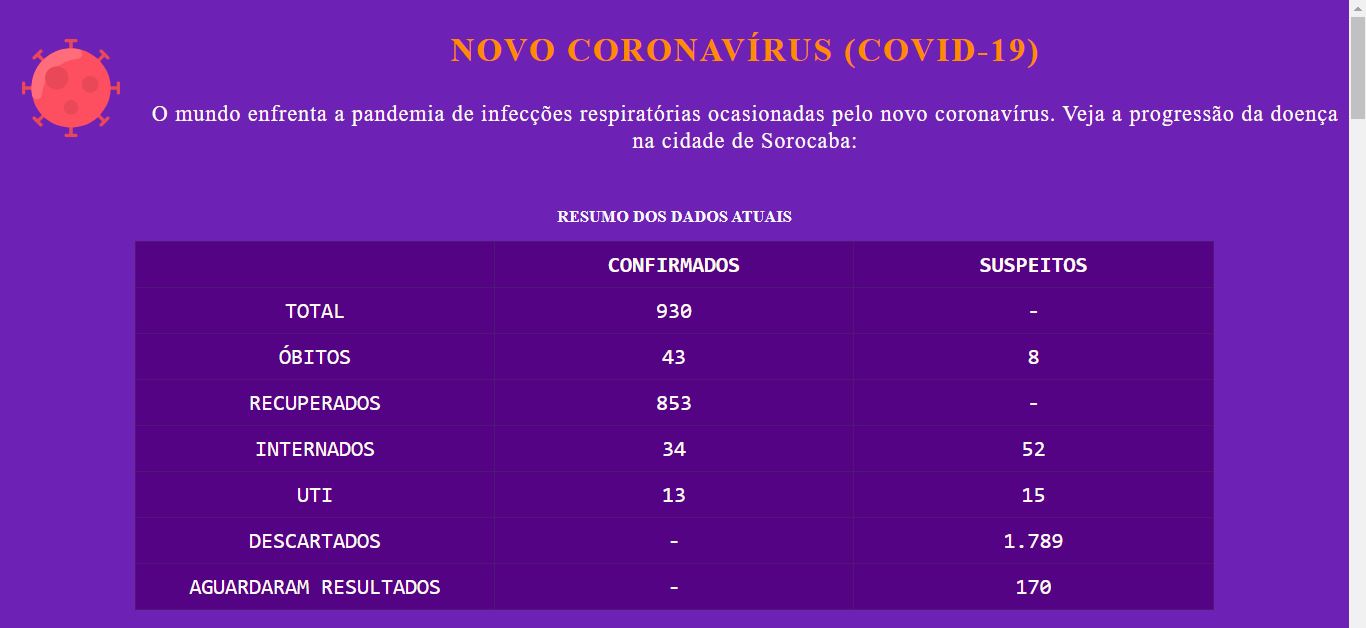 NOVO CORONAVÍRUS (COVID-19)
O mundo enfrenta a pandemia de infecções respiratórias ocasionadas pelo novo coronavírus. Veja a progressão da doença
na cidade de Sorocaba:
RESUMO DOS DADOS ATUAIS
CONFIRMADOS SUSPEITOS
TOTAL 930 -
ÓBITOS 43 8
RECUPERADOS 853 -
INTERNADOS 34 52
UTI 13 15
DESCARTADOS - 1.789
AGUARDARAM RESULTADOS - 170